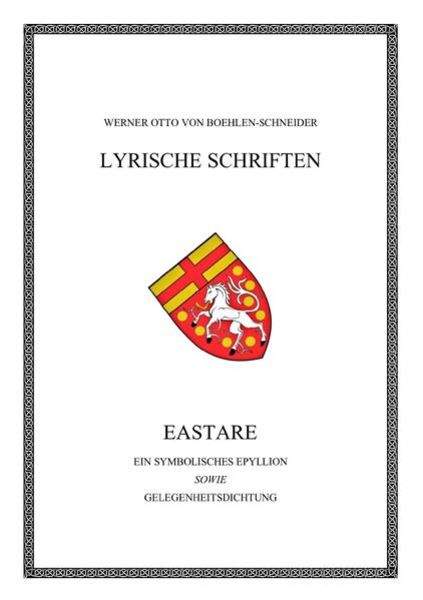 WERNER OTTO VON BOEHLEN-SCHNEIDER
LYRISCHE SCHRIFTEN
EASTARE
EIN SYMBOLISCHES EPYLLION
SOWIE
GELEGENHEITSDICHTUNG